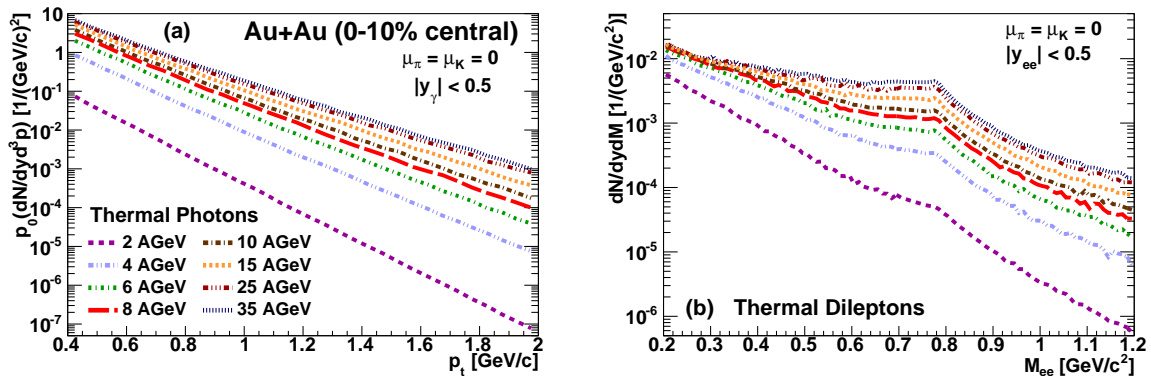 p₀(dN/dyd³p) [1/(GeV/c)²]
10
1
10⁻¹
10⁻²
10⁻³
10⁻⁴
10⁻⁵
10⁻⁶
10⁻⁷
(a) Au+Au (0-10% central)
μπ = μK = 0
|yγ| < 0.5
Thermal Photons
2 AGeV 10 AGeV
4 AGeV 15 AGeV
6 AGeV 25 AGeV
8 AGeV 35 AGeV
0.4 0.6 0.8 1 1.2 1.4 1.6 1.8 2
pt [GeV/c]
dN/dydM [1/(GeV/c²)]
10⁻²
10⁻³
10⁻⁴
10⁻⁵
10⁻⁶
μπ = μK = 0
|yee| < 0.5
(b) Thermal Dileptons
0.2 0.3 0.4 0.5 0.6 0.7 0.8 0.9 1.0 1.1 1.2
Mee [GeV/c²]